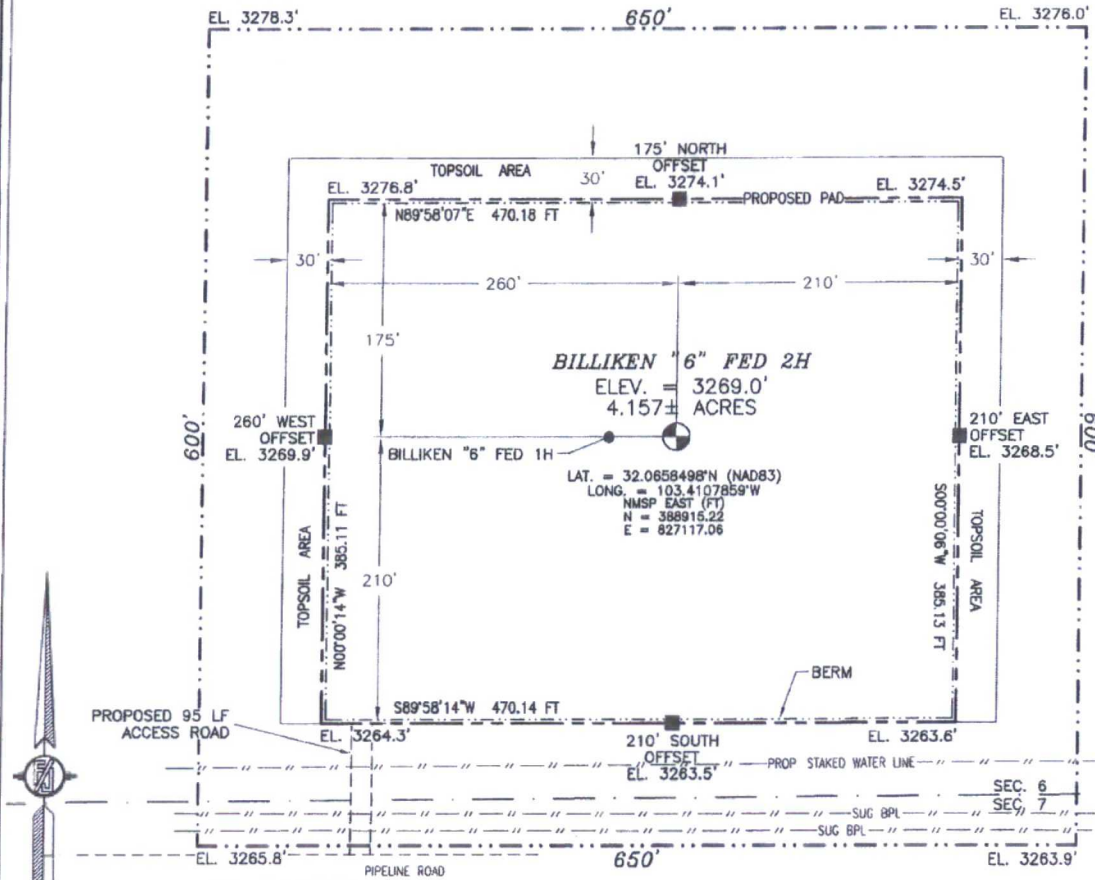 EL. 3278.3'
650'
EL. 3276.0'
175' NORTH
OFFSET
EL. 3274.1'
TOPSOIL AREA
30'
EL. 3276.8'
EL. 3274.5'
PROPOSED PAD
N89°58'07"E 470.18 FT
30'
30'
260'
210'
175'
BILLIKEN "6" FED 2H
ELEV. = 3269.0'
4.157± ACRES
600'
260' WEST
OFFSET
EL. 3269.9'
BILLIKEN "6" FED 1H
210' EAST
OFFSET
EL. 3268.5'
600'
LAT. = 32.0658498°N (NAD83)
LONG. = 103.4107859°W
NMSP EAST (FT)
N = 388915.22
E = 827117.06
TOPSOIL AREA
N00°00'14"W 385.11 FT
210'
S00°00'06"W 385.13 FT
TOPSOIL AREA
BERM
S89°58'14"W 470.14 FT
PROPOSED 95 LF
ACCESS ROAD
EL. 3264.3'
210' SOUTH
OFFSET
EL. 3263.5'
EL. 3263.6'
PROP STAKED WATER LINE
SEC. 6
SEC. 7
SUG BPL
SUG BPL
EL. 3265.8'
650'
EL. 3263.9'
PIPELINE ROAD